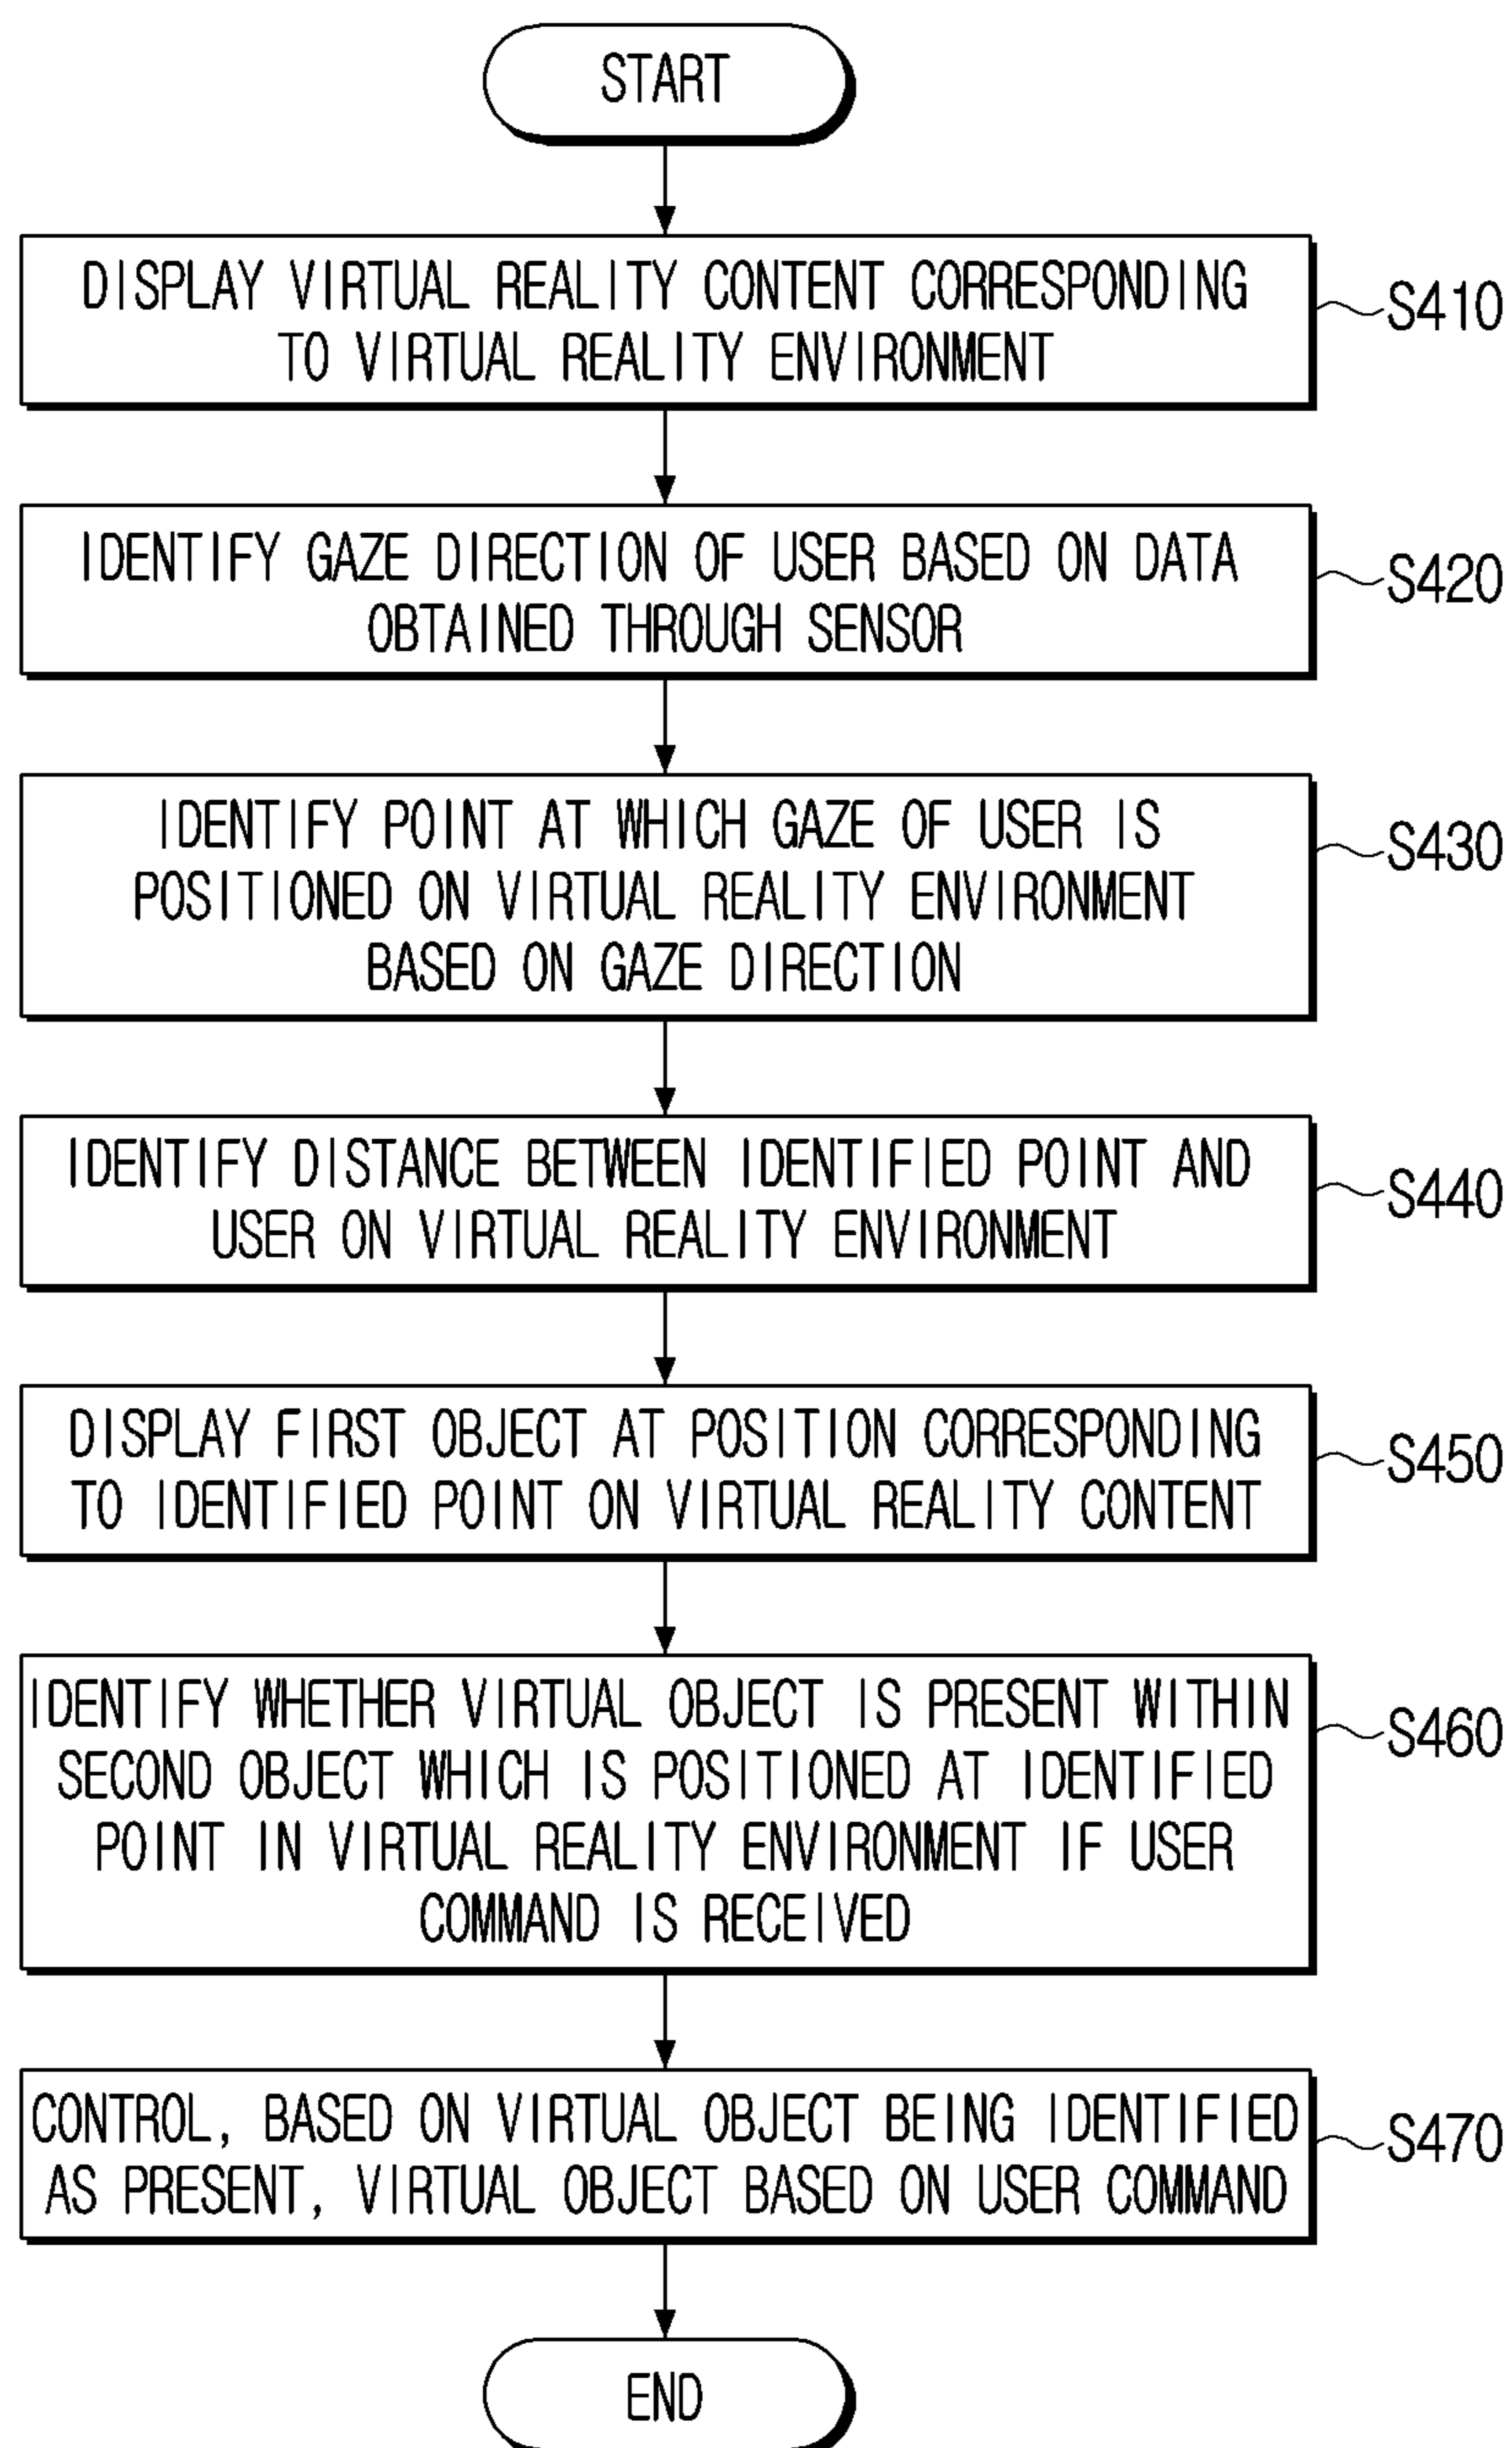 START
DISPLAY VIRTUAL REALITY CONTENT CORRESPONDING
TO VIRTUAL REALITY ENVIRONMENT
S410
IDENTIFY GAZE DIRECTION OF USER BASED ON DATA
OBTAINED THROUGH SENSOR
S420
IDENTIFY POINT AT WHICH GAZE OF USER IS
POSITIONED ON VIRTUAL REALITY ENVIRONMENT
BASED ON GAZE DIRECTION
S430
IDENTIFY DISTANCE BETWEEN IDENTIFIED POINT AND
USER ON VIRTUAL REALITY ENVIRONMENT
S440
DISPLAY FIRST OBJECT AT POSITION CORRESPONDING
TO IDENTIFIED POINT ON VIRTUAL REALITY CONTENT
S450
IDENTIFY WHETHER VIRTUAL OBJECT IS PRESENT WITHIN
SECOND OBJECT WHICH IS POSITIONED AT IDENTIFIED
POINT IN VIRTUAL REALITY ENVIRONMENT IF USER
COMMAND IS RECEIVED
S460
CONTROL, BASED ON VIRTUAL OBJECT BEING IDENTIFIED
AS PRESENT, VIRTUAL OBJECT BASED ON USER COMMAND
S470
END